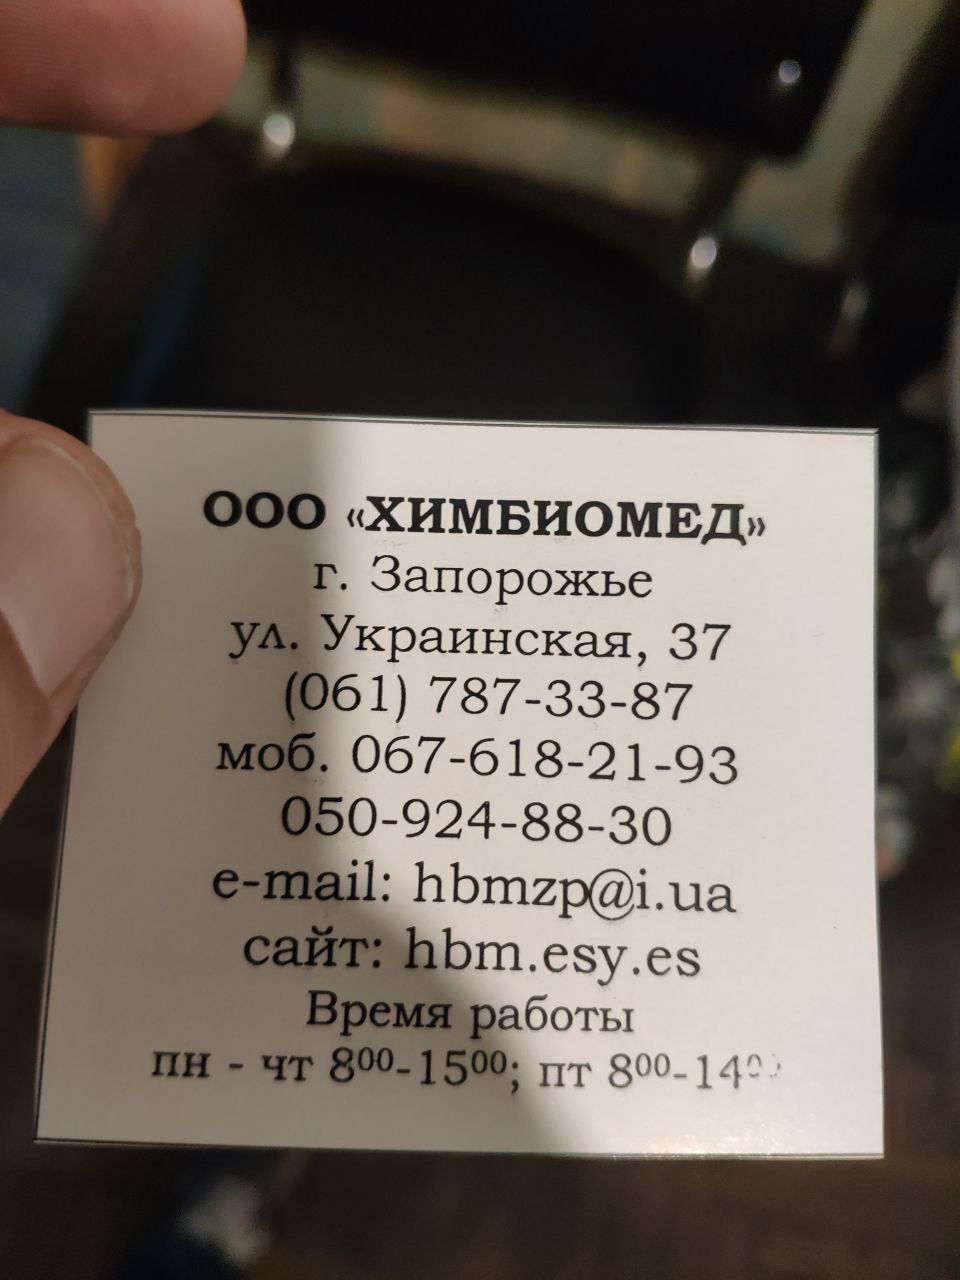 ООО «ХИМБИОМЕД»
г. Запорожье
ул. Украинская, 37
(061) 787-33-87
моб. 067-618-21-93
050-924-88-30
e-mail: hbmzp@i.ua
сайт: hbm.esy.es
Время работы
пн - чт 8⁰⁰-15⁰⁰; пт 8⁰⁰-14⁰⁰